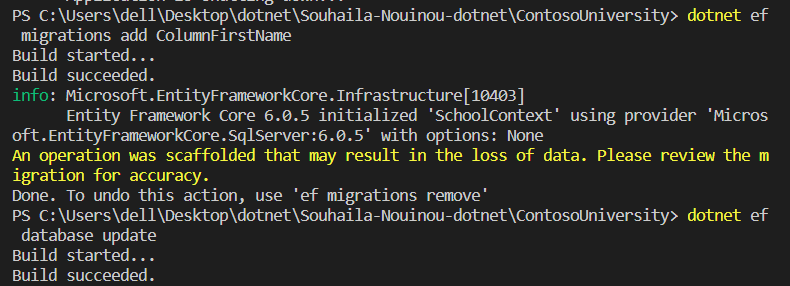 Application is shutting down...
PS C:\Users\dell\Desktop\dotnet\Souhaila-Nouinou-dotnet\ContosoUniversity> dotnet ef
migrations add ColumnFirstName
Build started...
Build succeeded.
info: Microsoft.EntityFrameworkCore.Infrastructure[10403]
Entity Framework Core 6.0.5 initialized 'SchoolContext' using provider 'Micros
oft.EntityFrameworkCore.SqlServer:6.0.5' with options: None
An operation was scaffolded that may result in the loss of data. Please review the m
igration for accuracy.
Done. To undo this action, use 'ef migrations remove'
PS C:\Users\dell\Desktop\dotnet\Souhaila-Nouinou-dotnet\ContosoUniversity> dotnet ef
database update
Build started...
Build succeeded.